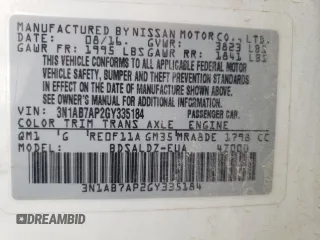 MANUFACTURED BY NISSAN MOTOR CO., LTD.
DATE: 08/16. GVWR: 3823 LBS
GAWR FR: 1995 LBS GAWR RR: 1841 LBS
THIS VEHICLE CONFORMS TO ALL APPLICABLE FEDERAL MOTOR
VEHICLE SAFETY, BUMPER AND THEFT PREVENTION STANDARDS
IN EFFECT ON THE DATE OF MANUFACTURE SHOWN ABOVE.
SEE OWNER'S MANUAL FOR ADDITIONAL INFORMATION.
VIN: 3N1AB7AP2GY335184 PASSENGER CAR.
COLOR TRIM TRANS AXLE ENGINE
QM1 G RE0F11A GM35 MRA8DE 1798 CC
MODEL: BDSALDZ-EUA
3N1AB7AP2GY335184
© RIDEBIDFAX